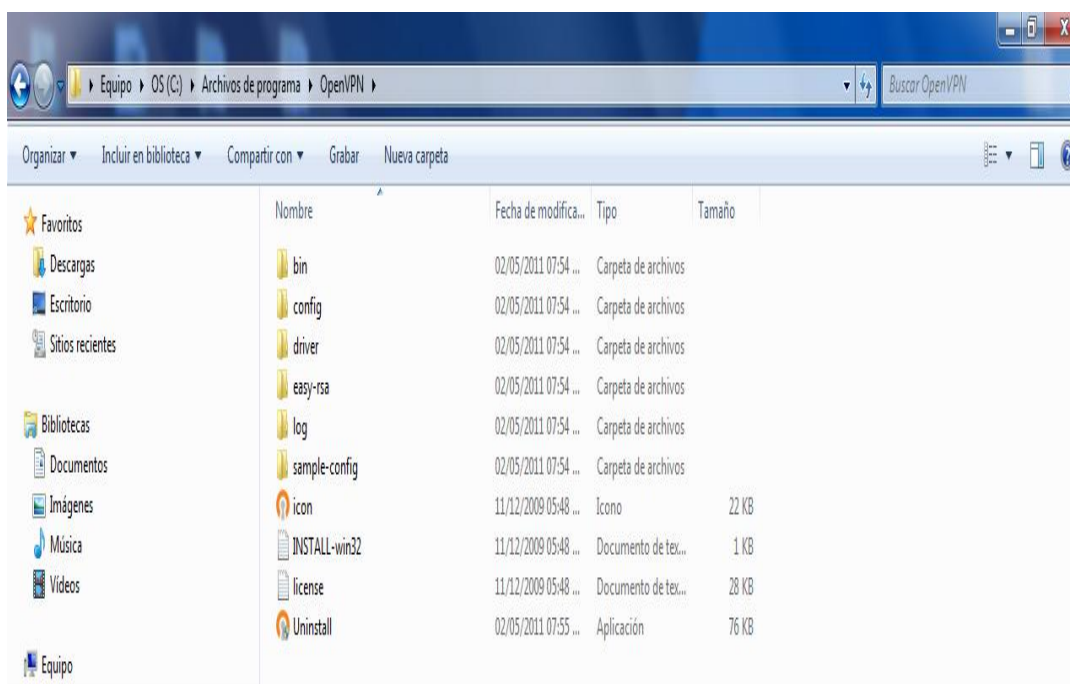 Equipo ▸ OS (C:) ▸ Archivos de programa ▸ OpenVPN ▸
Buscar OpenVPN
Organizar
Incluir en biblioteca
Compartir con
Grabar
Nueva carpeta
Favoritos
Descargas
Escritorio
Sitios recientes
Bibliotecas
Documentos
Imágenes
Música
Vídeos
Equipo
Nombre Fecha de modifica... Tipo Tamaño
bin 02/05/2011 07:54 ... Carpeta de archivos
config 02/05/2011 07:54 ... Carpeta de archivos
driver 02/05/2011 07:54 ... Carpeta de archivos
easy-rsa 02/05/2011 07:54 ... Carpeta de archivos
log 02/05/2011 07:54 ... Carpeta de archivos
sample-config 02/05/2011 07:54 ... Carpeta de archivos
icon 11/12/2009 05:48 ... Icono 22 KB
INSTALL-win32 11/12/2009 05:48 ... Documento de tex... 1 KB
license 11/12/2009 05:48 ... Documento de tex... 28 KB
Uninstall 02/05/2011 07:55 ... Aplicación 76 KB